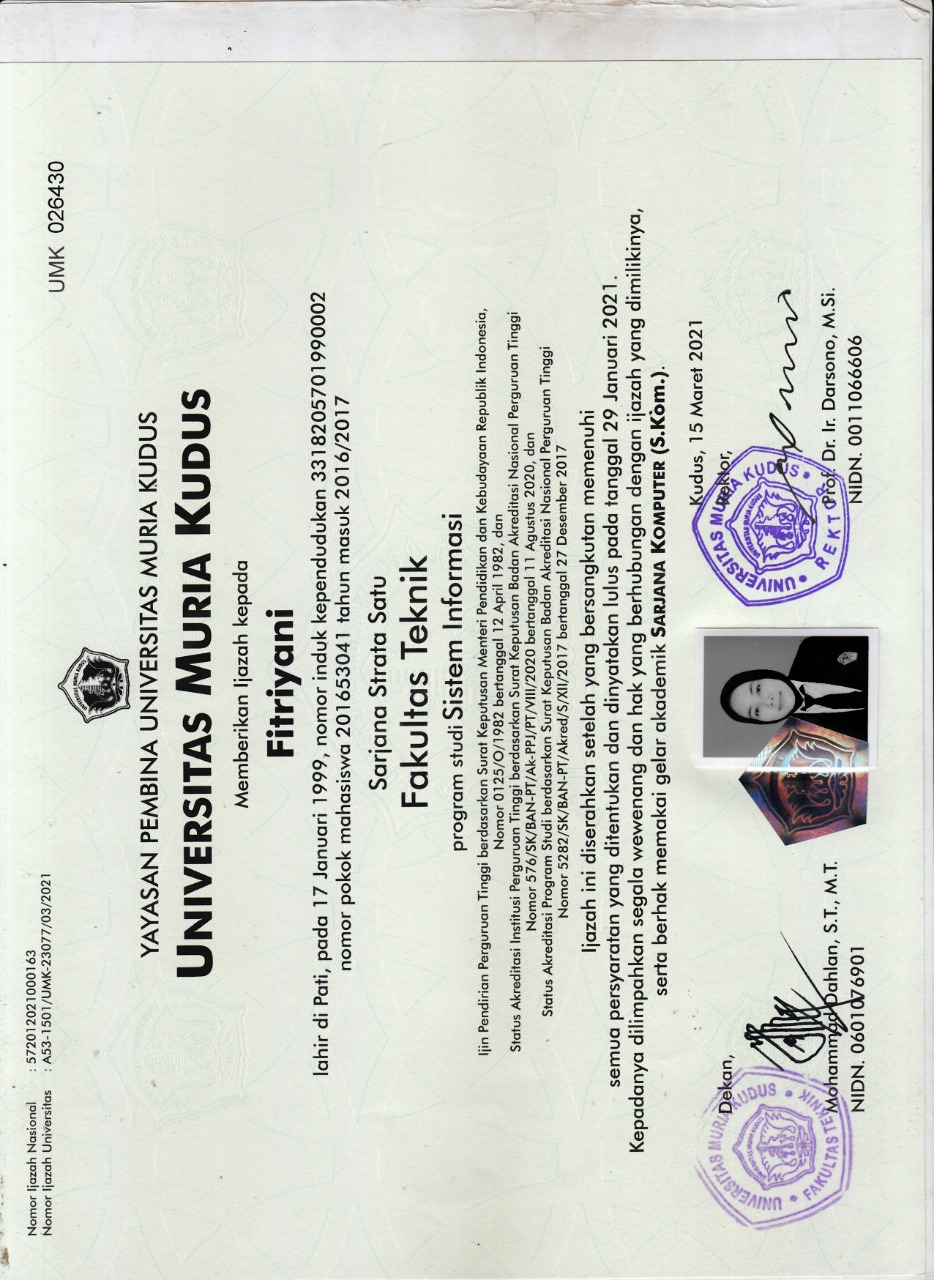 Nomor Ijazah Nasional : 572012021000163
Nomor Ijazah Universitas : A53-1501/UMK-23077/03/2021
UMK 026430
UNIVERSITAS MURIA KUDUS
YAYASAN PEMBINA UNIVERSITAS MURIA KUDUS
UNIVERSITAS MURIA KUDUS
Memberikan Ijazah kepada
Fitriyani
lahir di Pati, pada 17 Januari 1999, nomor induk kependudukan 3318205701990002
nomor pokok mahasiswa 201653041 tahun masuk 2016/2017
Sarjana Strata Satu
Fakultas Teknik
program studi Sistem Informasi
Ijin Pendirian Perguruan Tinggi berdasarkan Surat Keputusan Menteri Pendidikan dan Kebudayaan Republik Indonesia,
Nomor 0125/O/1982 bertanggal 12 April 1982, dan
Status Akreditasi Institusi Perguruan Tinggi berdasarkan Surat Keputusan Badan Akreditasi Nasional Perguruan Tinggi
Nomor 576/SK/BAN-PT/Ak-PPJ/PT/VIII/2020 bertanggal 11 Agustus 2020, dan
Status Akreditasi Program Studi berdasarkan Surat Keputusan Badan Akreditasi Nasional Perguruan Tinggi
Nomor 5282/SK/BAN-PT/Akred/S/XII/2017 bertanggal 27 Desember 2017
Ijazah ini diserahkan setelah yang bersangkutan memenuhi
semua persyaratan yang ditentukan dan dinyatakan lulus pada tanggal 29 Januari 2021.
Kepadanya dilimpahkan segala wewenang dan hak yang berhubungan dengan ijazah yang dimilikinya,
serta berhak memakai gelar akademik SARJANA KOMPUTER (S.Kom.).
Kudus, 15 Maret 2021
Dekan,
Rektor,
UNIVERSITAS MURIA KUDUS
FAKULTAS TEKNIK
UNIVERSITAS MURIA KUDUS
REKTOR
Mohammad Dahlan, S.T., M.T.
NIDN. 0601076901
Prof. Dr. Ir. Darsono, M.Si.
NIDN. 0011066606